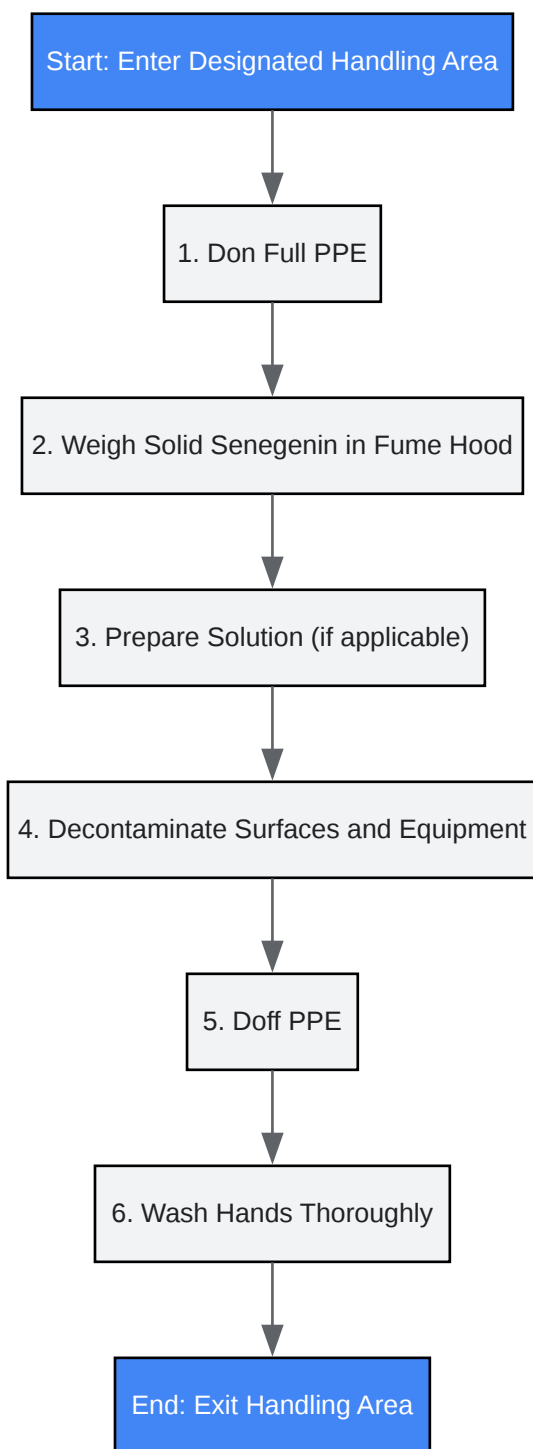 Start: Enter Designated Handling Area
1. Don Full PPE
2. Weigh Solid Senegenin in Fume Hood
3. Prepare Solution (if applicable)
4. Decontaminate Surfaces and Equipment
5. Doff PPE
6. Wash Hands Thoroughly
End: Exit Handling Area